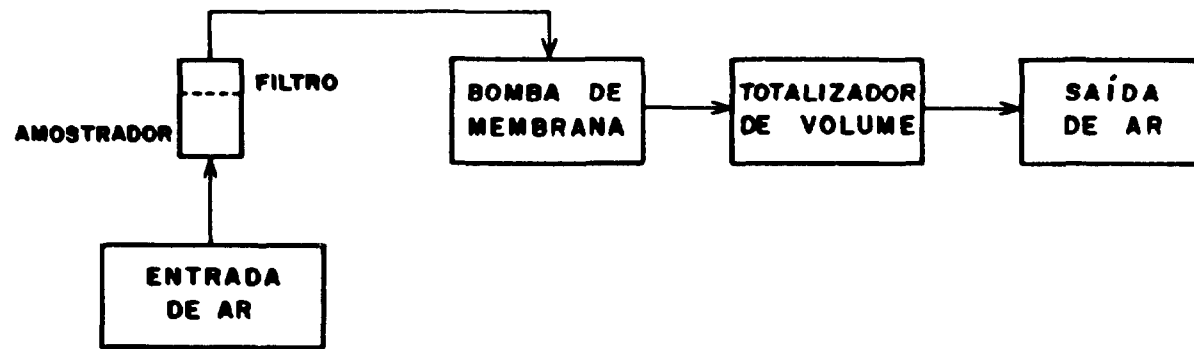 FILTRO
AMOSTRADOR
ENTRADA
DE AR
BOMBA DE
MEMBRANA
TOTALIZADOR
DE VOLUME
SAÍDA
DE AR